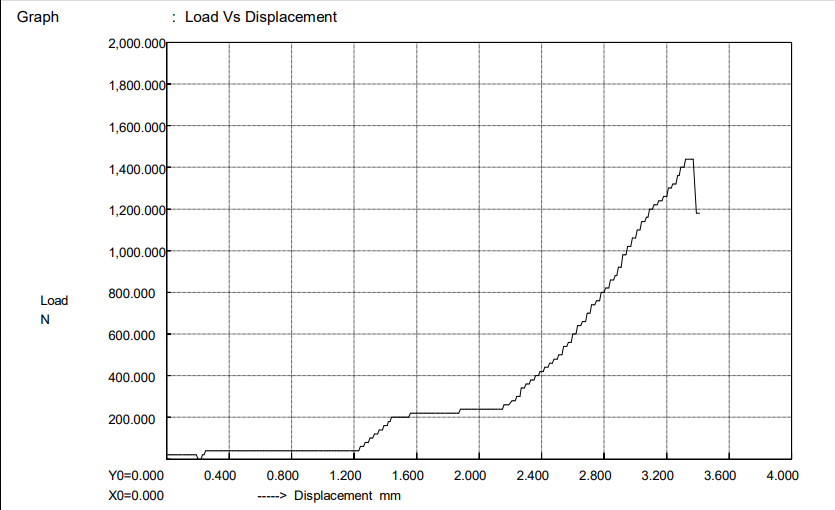 Graph : Load Vs Displacement
2,000.000
1,800.000
1,600.000
1,400.000
1,200.000
1,000.000
800.000
Load
N
600.000
400.000
200.000
Y0=0.000 0.400 0.800 1.200 1.600 2.000 2.400 2.800 3.200 3.600 4.000
X0=0.000 -----> Displacement mm